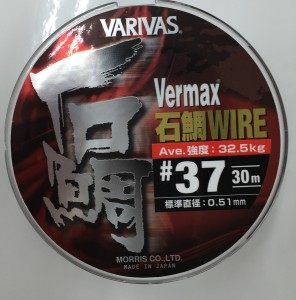 VARIVAS®
石鯛
Vermax®
石鯛WIRE
Ave.強度：32.5kg
#37 30m
標準直径：0.51mm
MORRIS CO.,LTD.
MADE IN JAPAN